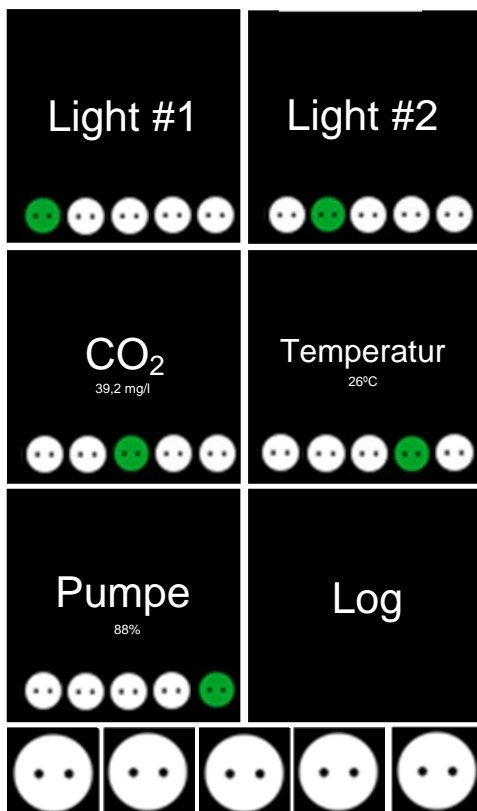 Light #1
Light #2
CO₂
39,2 mg/l
Temperatur
26ºC
Pumpe
88%
Log